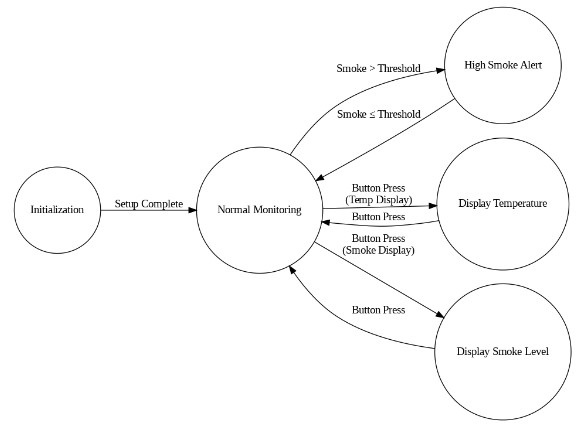 High Smoke Alert
Smoke > Threshold
Smoke ≤ Threshold
Initialization
Setup Complete
Normal Monitoring
Button Press
(Temp Display)
Button Press
Display Temperature
Button Press
(Smoke Display)
Button Press
Display Smoke Level